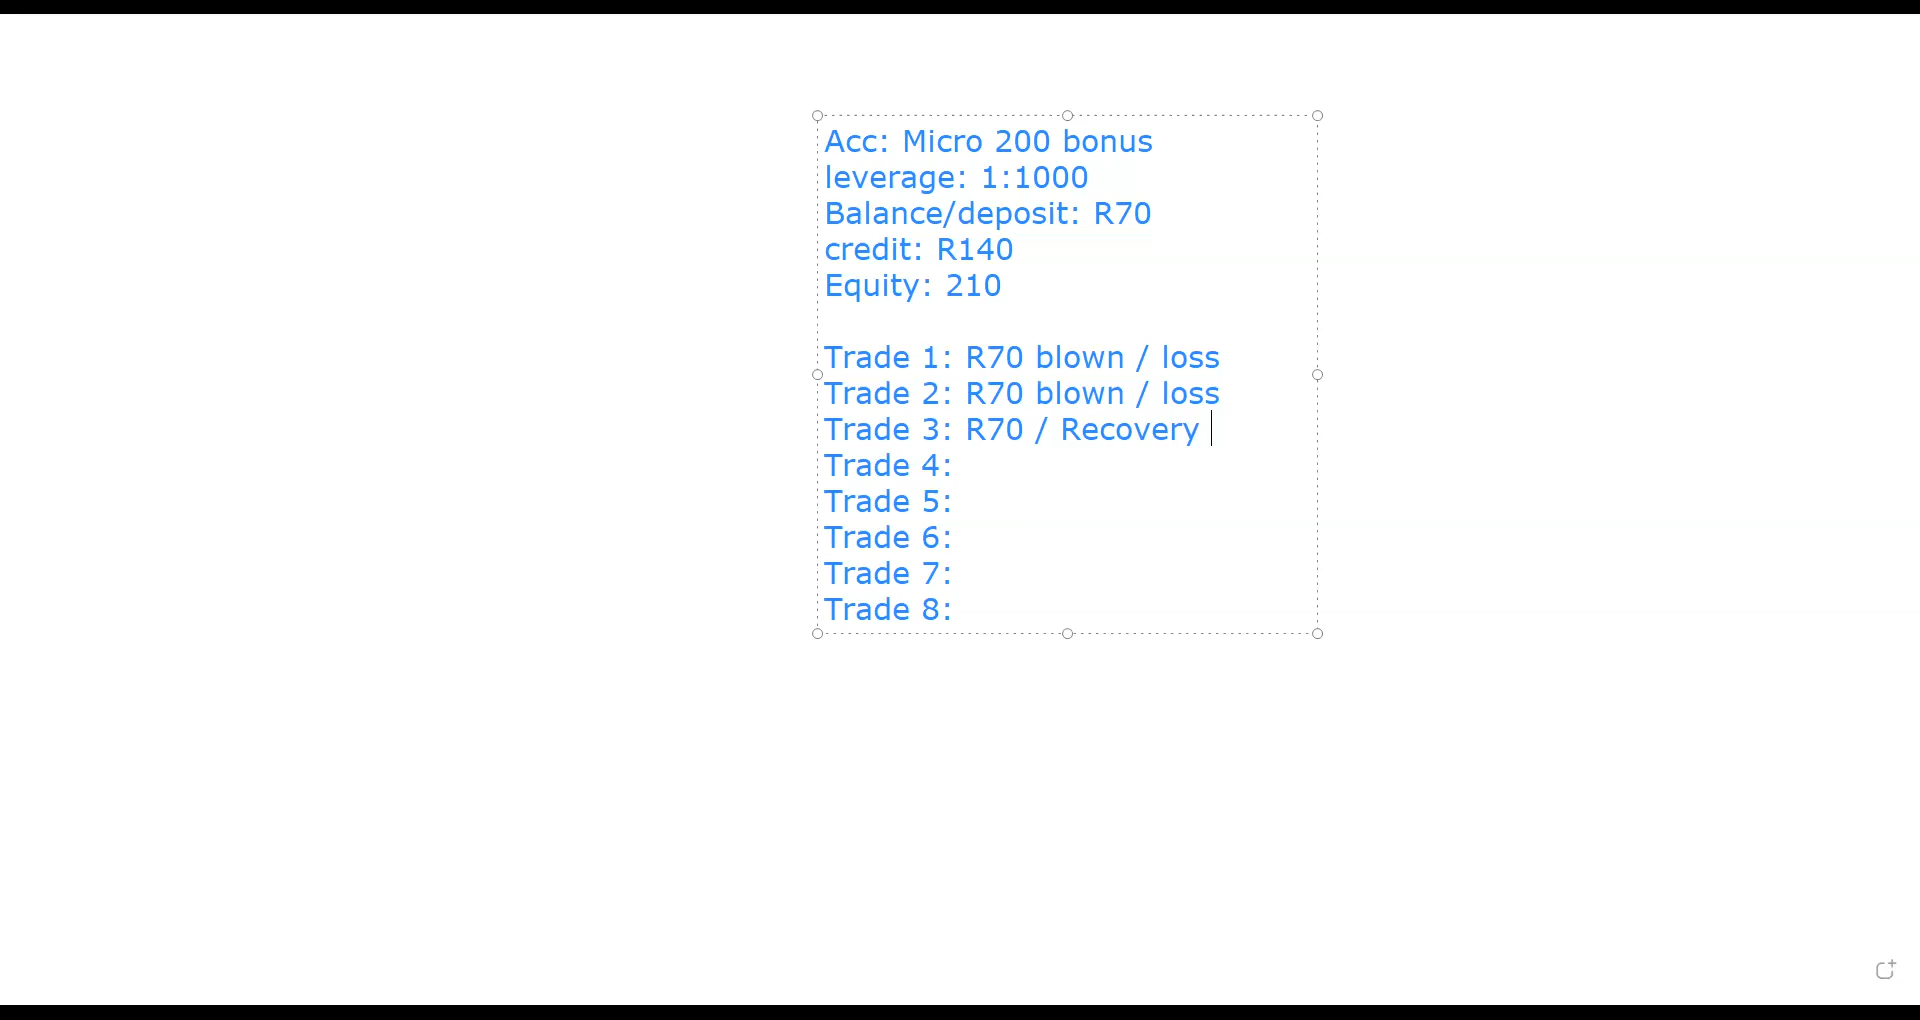 Acc: Micro 200 bonus
leverage: 1:1000
Balance/deposit: R70
credit: R140
Equity: 210
Trade 1: R70 blown / loss
Trade 2: R70 blown / loss
Trade 3: R70 / Recovery
Trade 4:
Trade 5:
Trade 6:
Trade 7:
Trade 8: